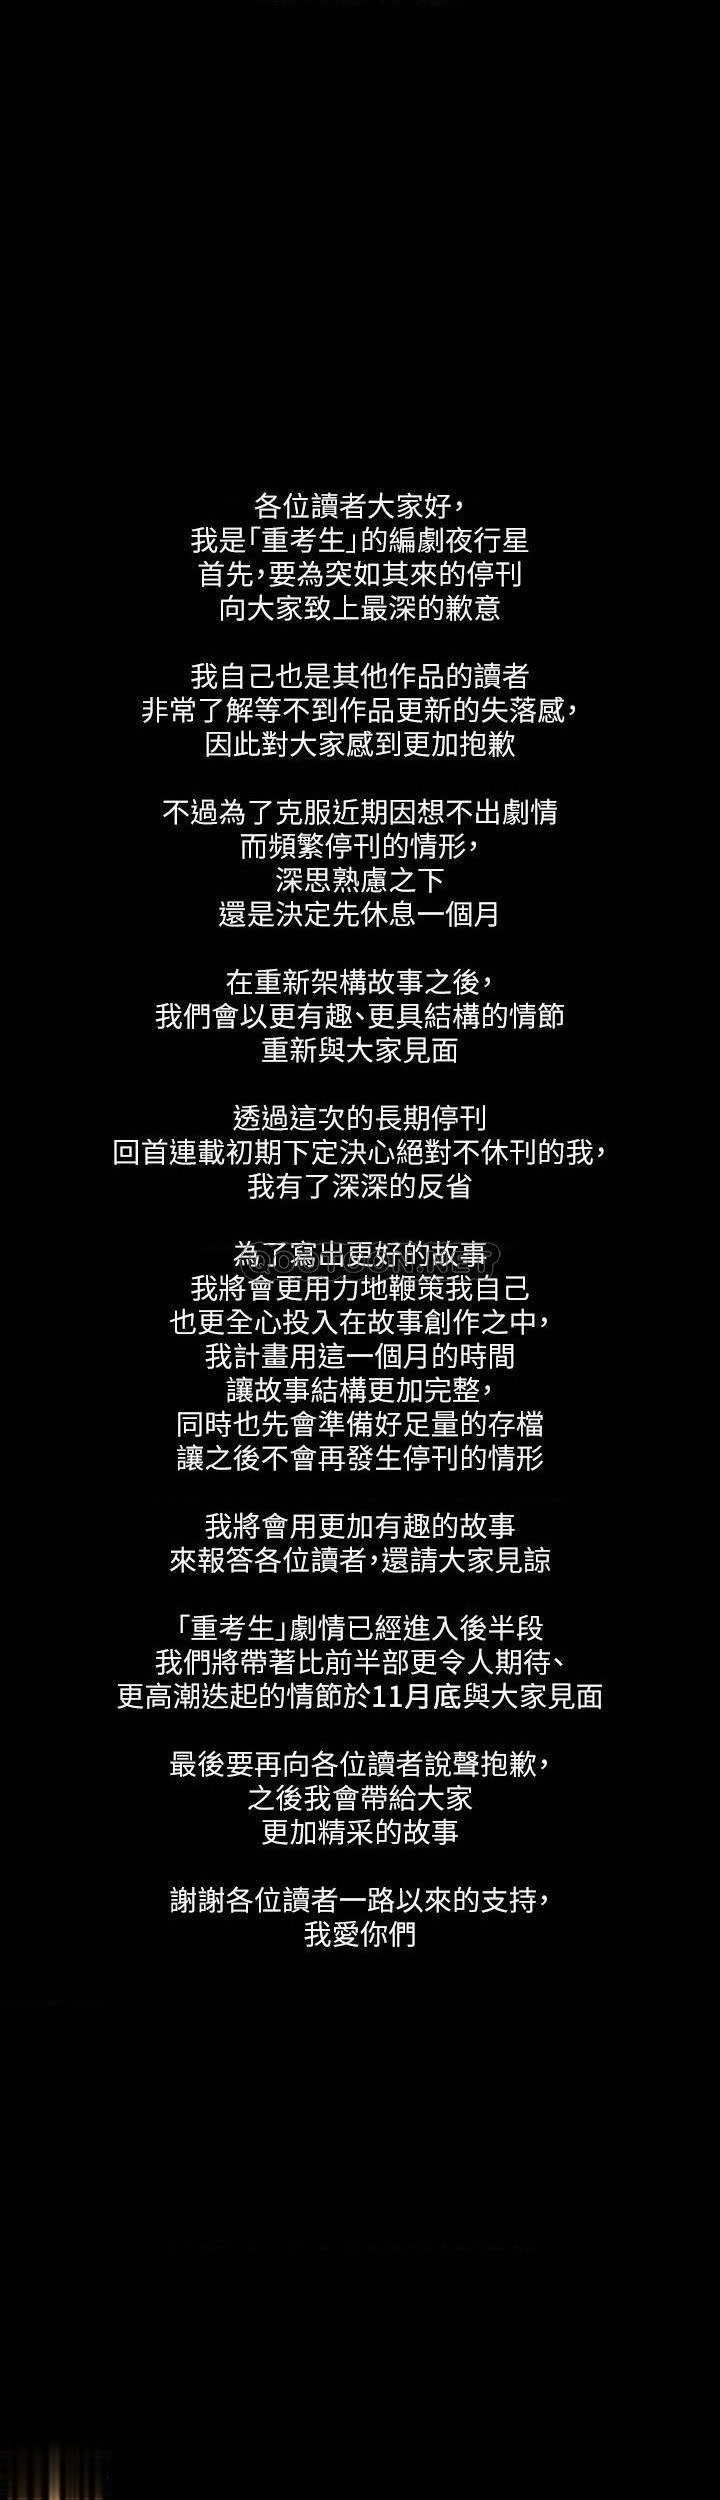 各位讀者大家好，
我是「重考生」的編劇夜行星
首先，要為突如其來的停刊
向大家致上最深的歉意
我自己也是其他作品的讀者
非常了解等不到作品更新的失落感，
因此對大家感到更加抱歉
不過為了克服近期因想不出劇情
而頻繁停刊的情形，
深思熟慮之下
還是決定先休息一個月
在重新架構故事之後，
我們會以更有趣、更具結構的情節
重新與大家見面
透過這次的長期停刊
回首連載初期下定決心絕對不休刊的我，
我有了深深的反省
為了寫出更好的故事
QOOTOON.NET
我將會更用力地鞭策我自己
也更全心投入在故事創作之中，
我計畫用這一個月的時間
讓故事結構更加完整，
同時也先會準備好足量的存檔
讓之後不會再發生停刊的情形
我將會用更加有趣的故事
來報答各位讀者，還請大家見諒
「重考生」劇情已經進入後半段
我們將帶著比前半部更令人期待、
更高潮迭起的情節於11月底與大家見面
最後要再向各位讀者說聲抱歉，
之後我會帶給大家
更加精采的故事
謝謝各位讀者一路以來的支持，
我愛你們